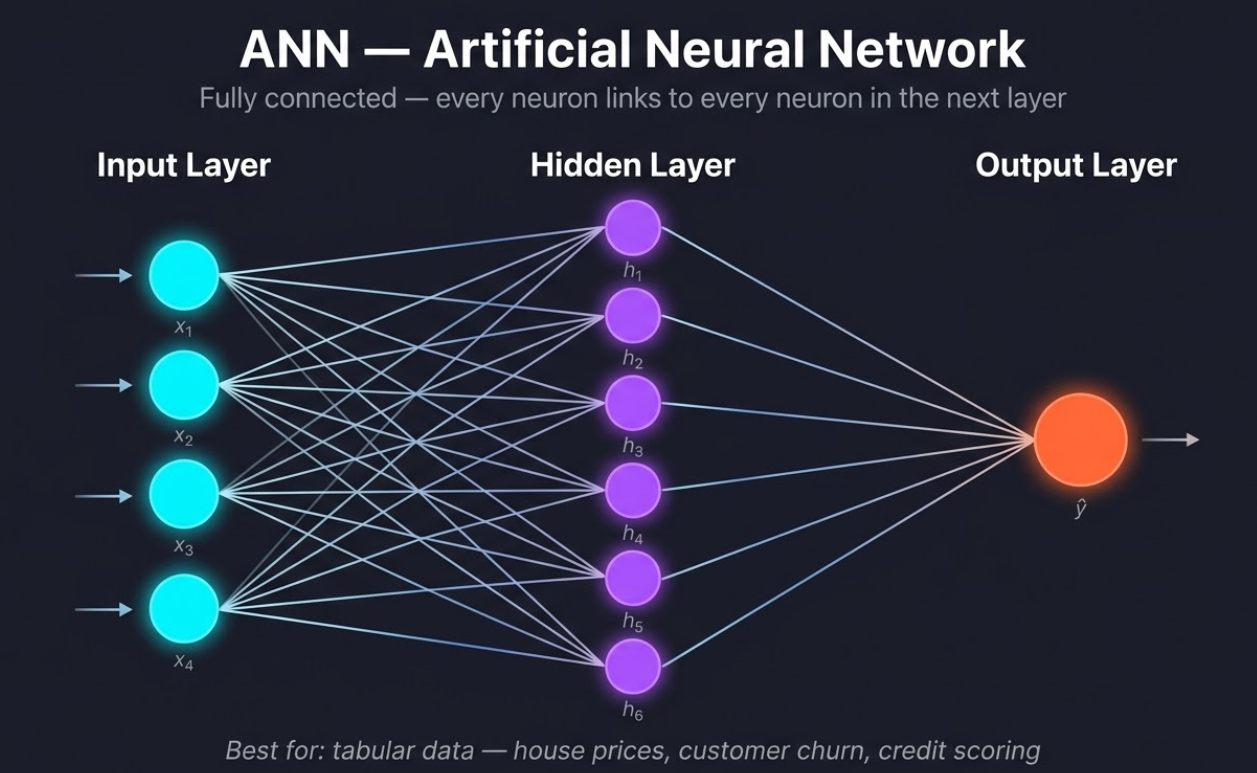 ANN — Artificial Neural Network
Fully connected — every neuron links to every neuron in the next layer
Input Layer
Hidden Layer
Output Layer
x₁
x₂
x₃
x₄
h₁
h₂
h₃
h₄
h₅
h₆
ŷ
Best for: tabular data — house prices, customer churn, credit scoring